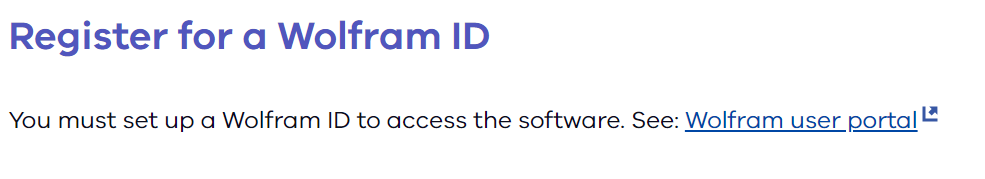 Register for a Wolfram ID
You must set up a Wolfram ID to access the software. See: Wolfram user portal